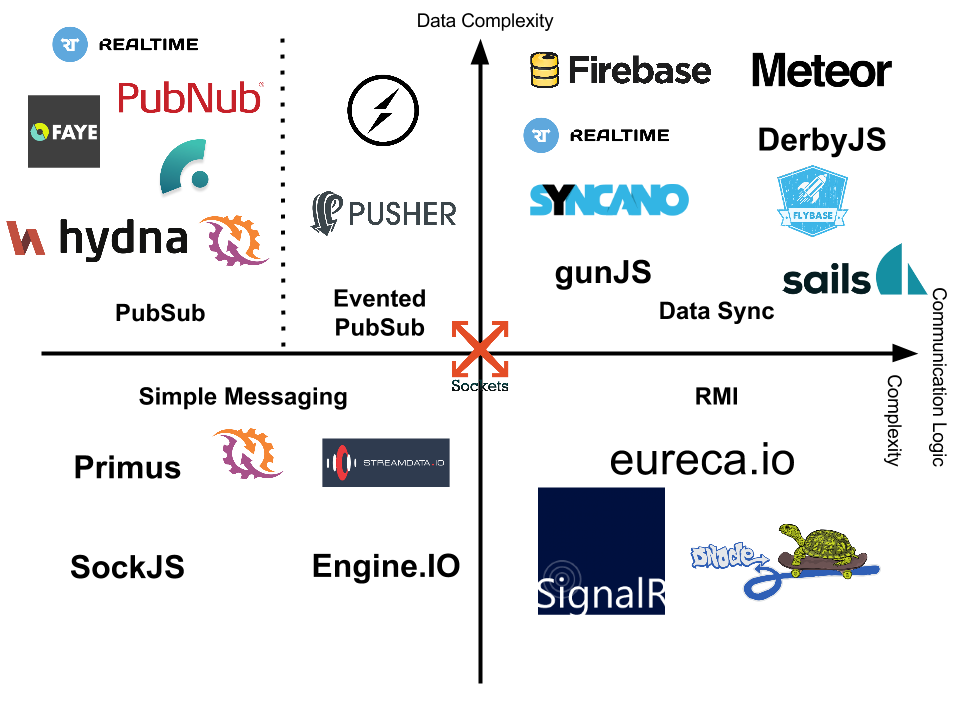 Data Complexity
REALTIME
PubNub
FAYE
hydna
PubSub
PUSHER
Evented
PubSub
Firebase
Meteor
REALTIME
DerbyJS
SYNCANO
FLYBASE
gunJS
sails
Data Sync
Communication Logic
Complexity
Sockets
Simple Messaging
Primus
STREAMDATA.IO
SockJS
Engine.IO
RMI
eureca.io
SignalR
dnode